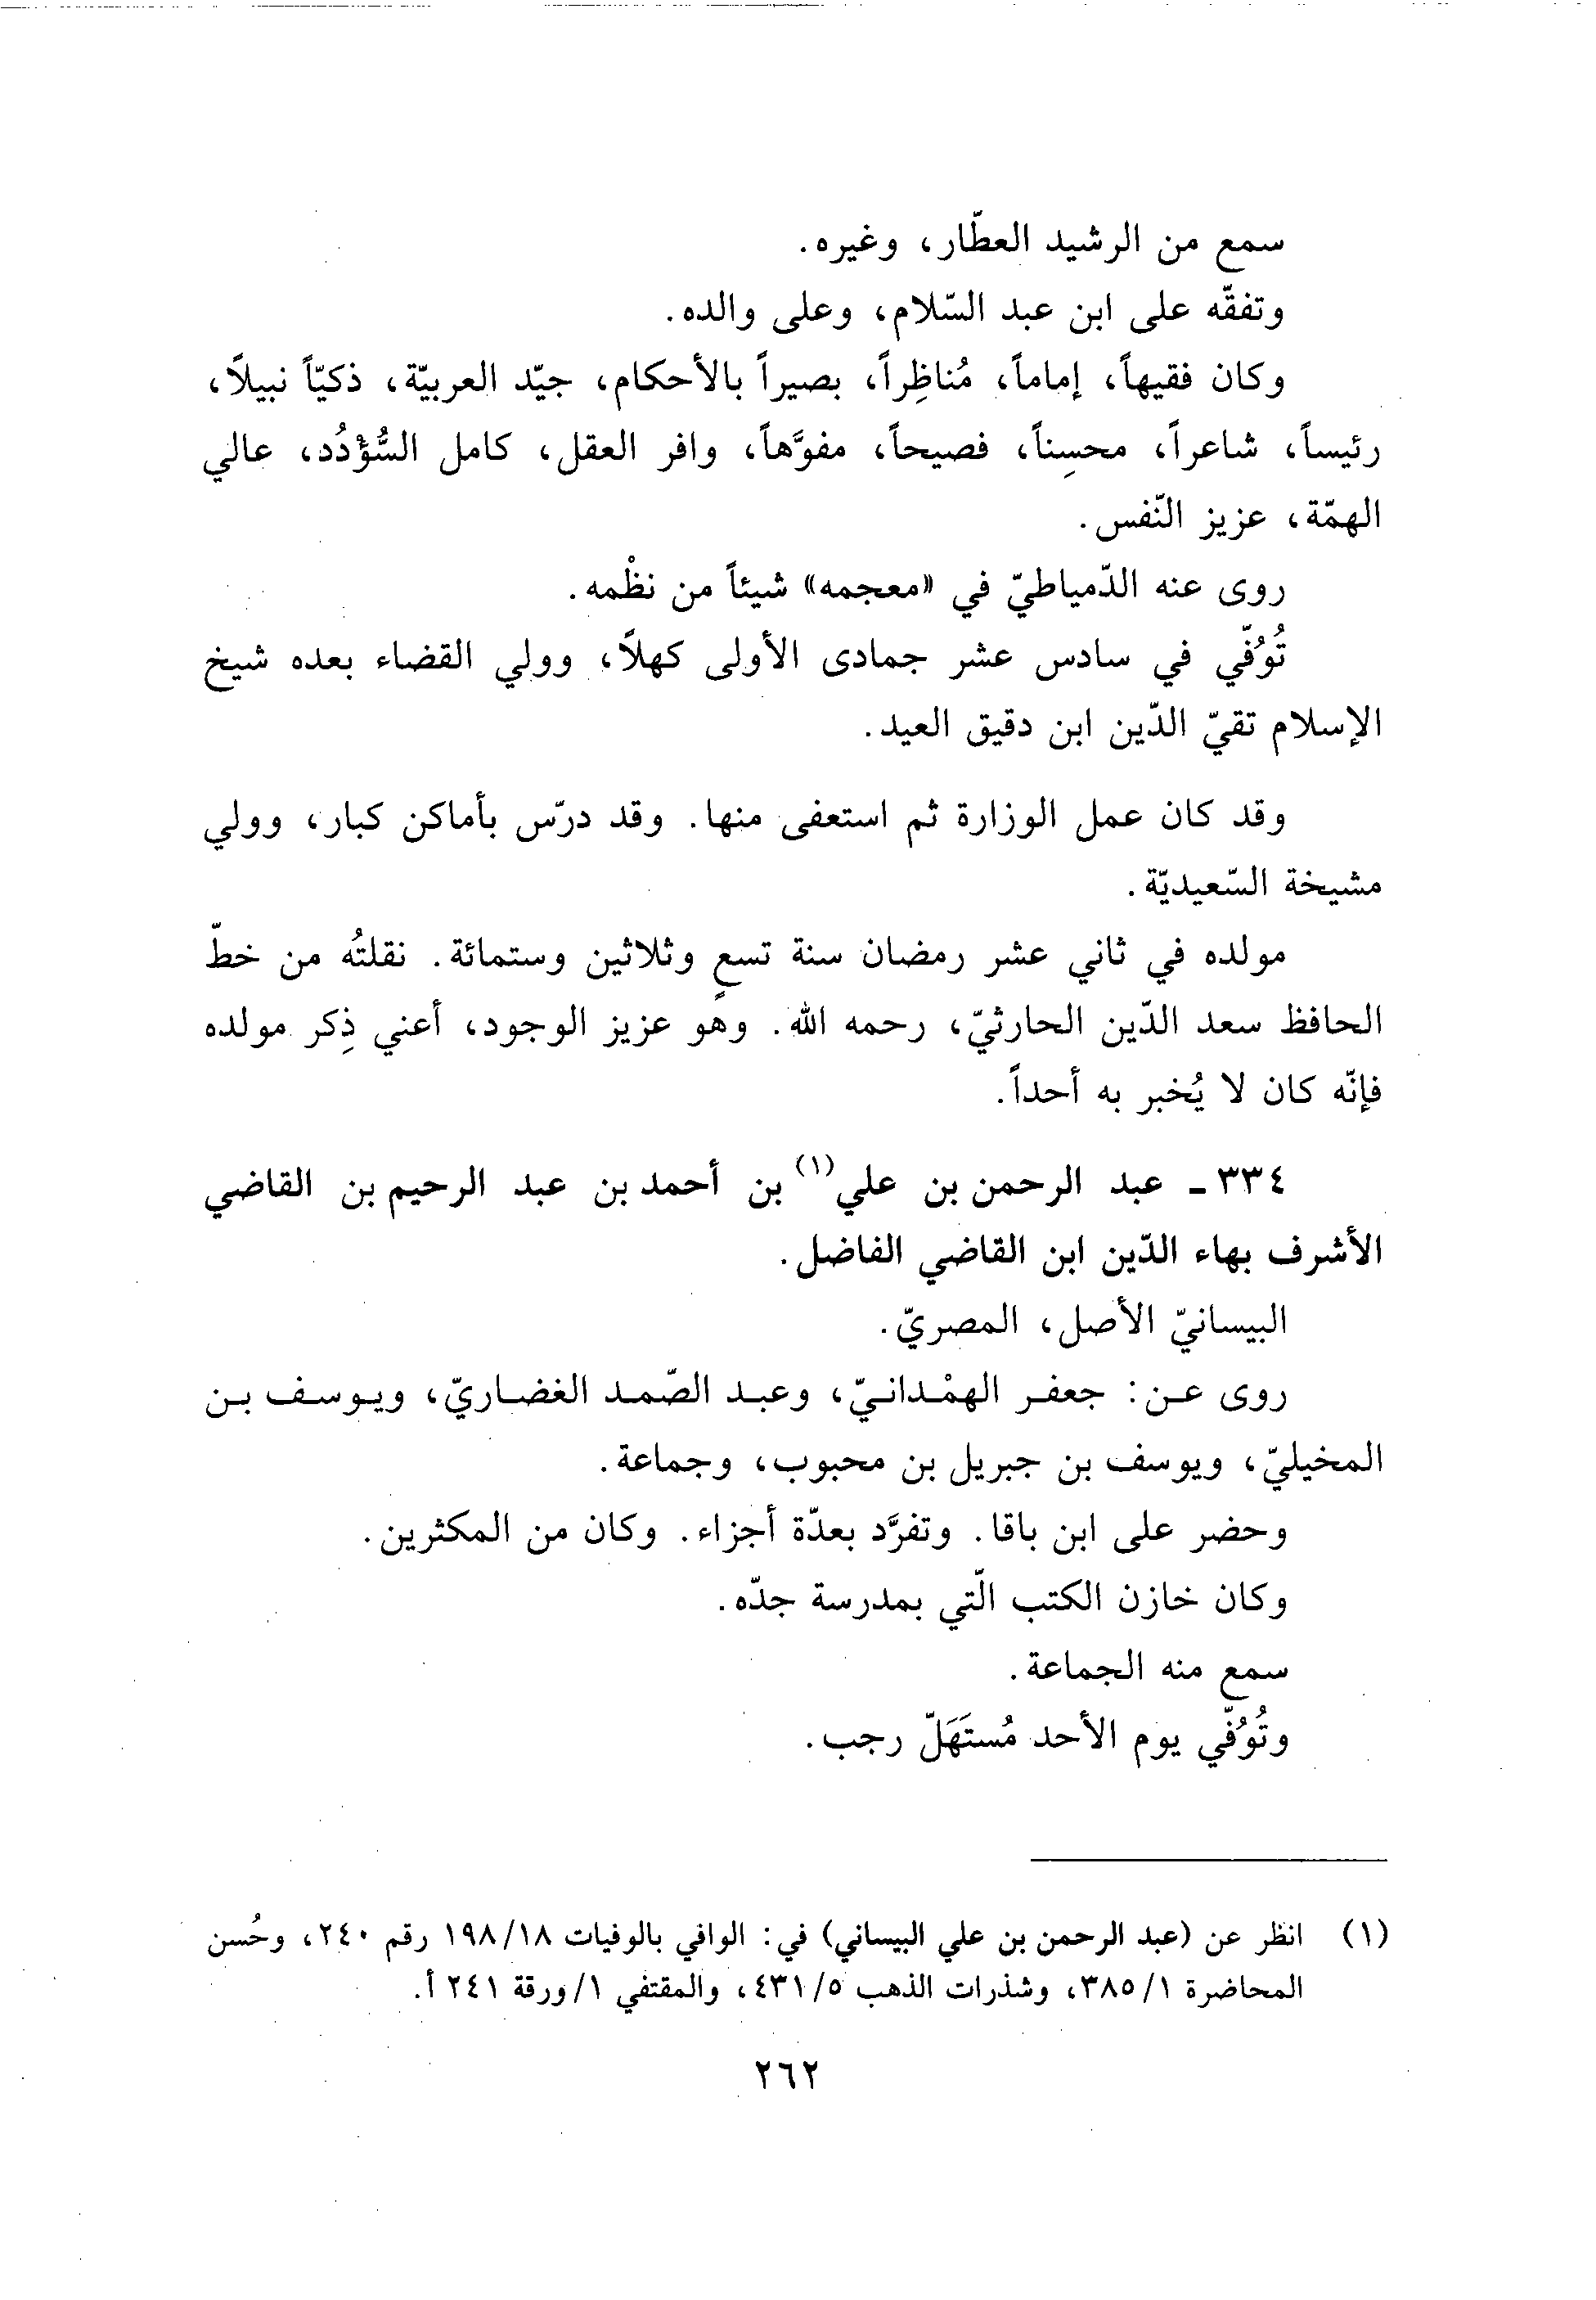 سمع من الرشيد العطّار، وغيره.
وتفقّه على ابن عبد السّلام، وعلى والده.
وكان فقيهاً، إماماً، مُناظِراً، بصيراً بالأحكام، جيّد العربيّة، ذكيّاً نبيلاً،
رئيساً، شاعراً، محسِناً، فصيحاً، مفوَّهاً، وافر العقل، كامل السُّؤْدُد، عالي
الهمّة، عزيز النّفس.
روى عنه الدّمياطيّ في «معجمه» شيئاً من نظْمه.
تُوُفّي في سادس عشر جمادى الأولى كهلاً، وولي القضاء بعده شيخ
الإسلام تقيّ الدّين ابن دقيق العيد.
وقد كان عمل الوزارة ثم استعفى منها. وقد درّس بأماكن كبار، وولي
مشيخة السّعيديّة.
مولده في ثاني عشر رمضان سنة تسعٍ وثلاثين وستمائة. نقلتُه من خطّ
الحافظ سعد الدّين الحارثيّ، رحمه الله. وهو عزيز الوجود، أعني ذِكر مولده
فإنّه كان لا يُخبر به أحداً.
٣٣٤ - عبد الرحمن بن علي(١) بن أحمد بن عبد الرحيم بن القاضي
الأشرف بهاء الدّين ابن القاضي الفاضل.
البيسانيّ الأصل، المصريّ.
روى عن: جعفر الهمْدانيّ، وعبد الصّمد الغضاريّ، ويوسف بن
المخيليّ، ويوسف بن جبريل بن محبوب، وجماعة.
وحضر على ابن باقا. وتفرَّد بعدّة أجزاء. وكان من المكثرين.
وكان خازن الكتب الّتي بمدرسة جدّه.
سمع منه الجماعة.
وتُوُفّي يوم الأحد مُستَهَلّ رجب.
(١) انظر عن (عبد الرحمن بن علي البيساني) في: الوافي بالوفيات ١٨/ ١٩٨ رقم ٢٤٠، وحُسن
المحاضرة ١/ ٣٨٥، وشذرات الذهب ٥/ ٤٣١، والمقتفي ١/ ورقة ٢٤١ أ.
٢٦٢